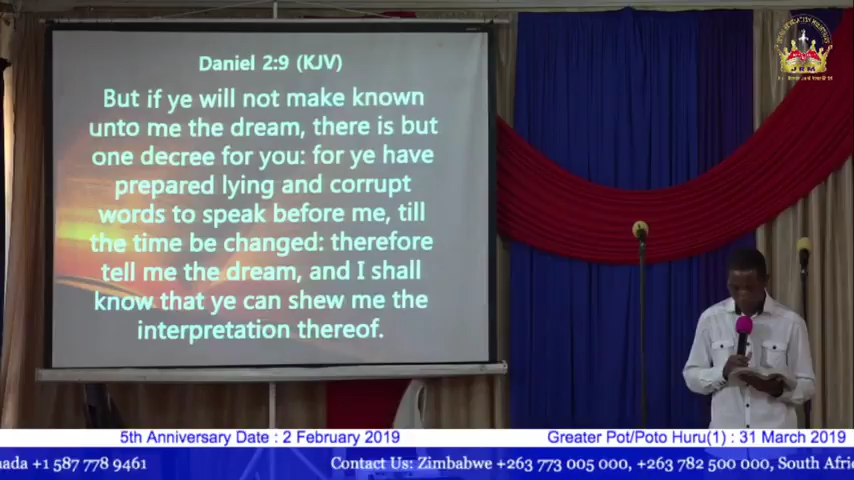 Daniel 2:9 (KJV)
But if ye will not make known
unto me the dream, there is but
one decree for you: for ye have
prepared lying and corrupt
words to speak before me, till
the time be changed: therefore
tell me the dream, and I shall
know that ye can shew me the
interpretation thereof.
JRM
5th Anniversary Date : 2 February 2019
Greater Pot/Poto Huru(1) : 31 March 2019
nada +1 587 778 9461
Contact Us: Zimbabwe +263 773 005 000, +263 782 500 000, South Afri